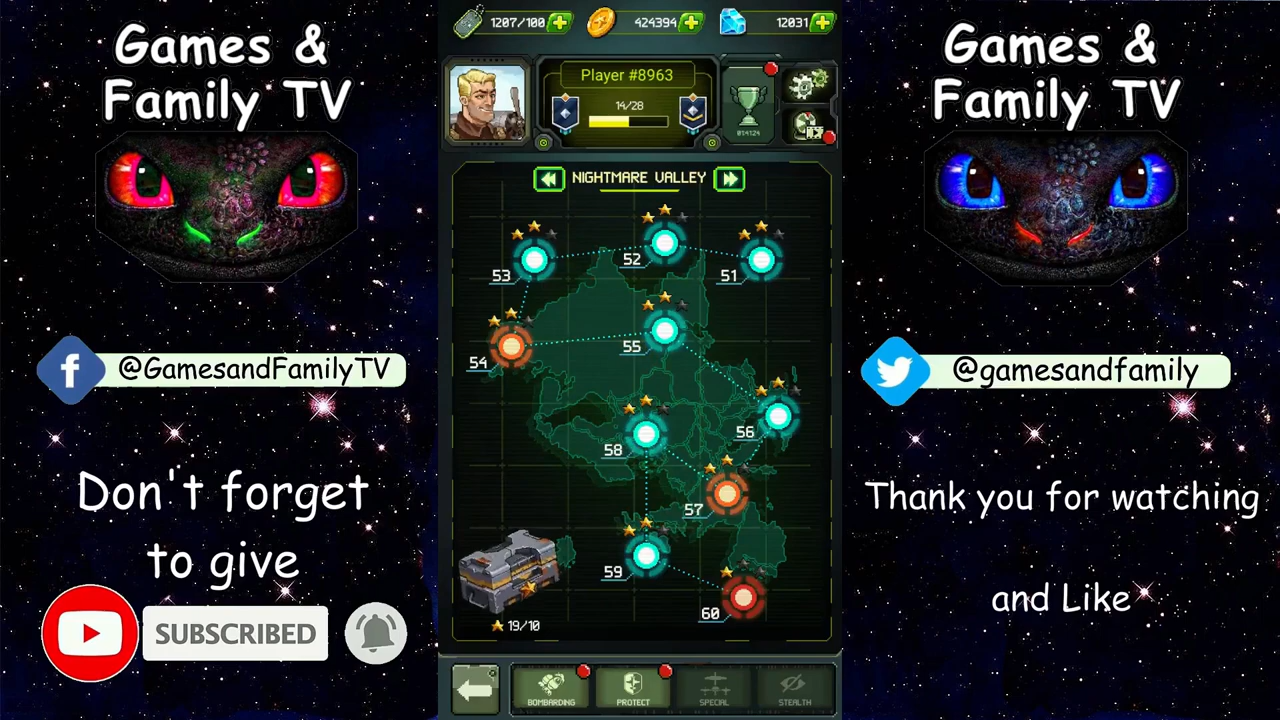 Games &
Family TV
@GamesandFamilyTV
Don't forget
to give
SUBSCRIBED
1207/100
424394
12031
Player #8963
14/28
014124
NIGHTMARE VALLEY
53
52
51
54
55
56
58
57
59
60
19/10
BOMBARDING
PROTECT
SPECIAL
STEALTH
Games &
Family TV
@gamesandfamily
Thank you for watching
and Like